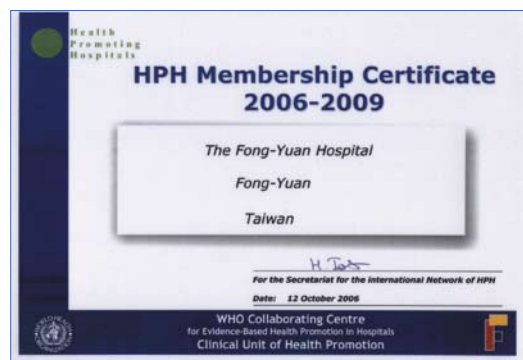 Health
Promoting
Hospitals
HPH Membership Certificate
2006-2009
The Fong-Yuan Hospital
Fong-Yuan
Taiwan
For the Secretariat for the international Network of HPH
Date: 12 October 2006
WHO Collaborating Centre
for Evidence-Based Health Promotion in Hospitals
Clinical Unit of Health Promotion